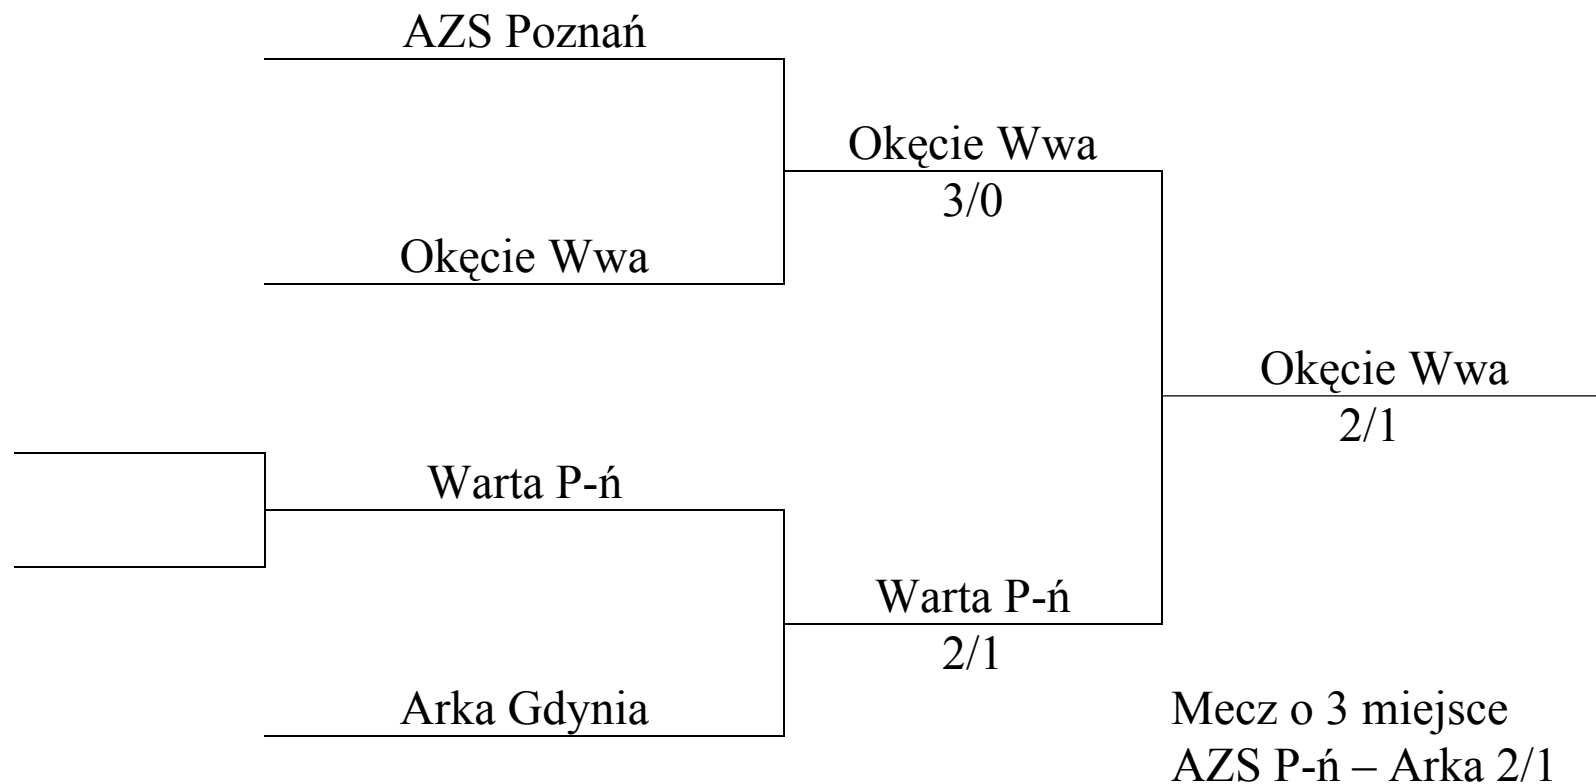 AZS Poznań
Okęcie Wwa
3/0
Okęcie Wwa
Okęcie Wwa
2/1
Warta P-ń
Warta P-ń
2/1
Arka Gdynia
Mecz o 3 miejsce
AZS P-ń – Arka 2/1